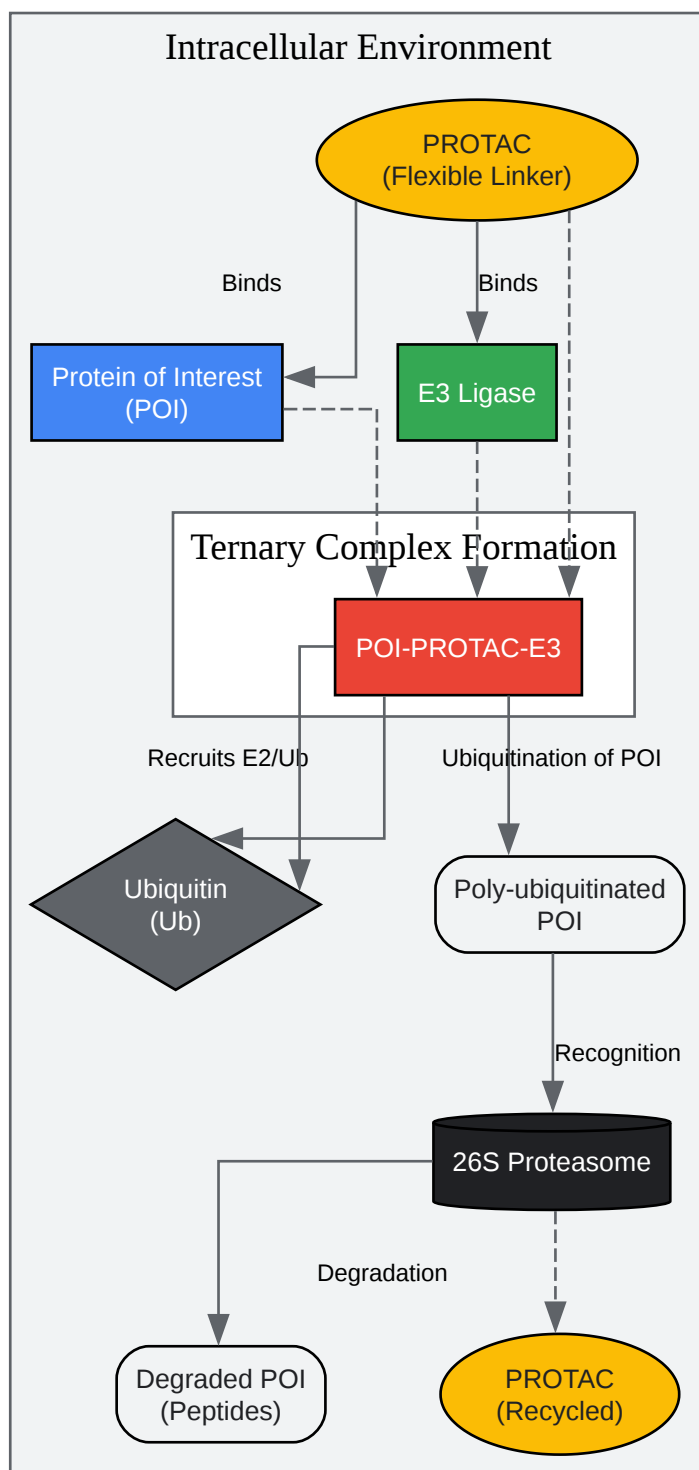 Intracellular Environment
PROTAC
(Flexible Linker)
Binds
Binds
Protein of Interest
(POI)
E3 Ligase
Ternary Complex Formation
POI-PROTAC-E3
Recruits E2/Ub
Ubiquitination of POI
Ubiquitin
(Ub)
Poly-ubiquitinated
POI
Recognition
26S Proteasome
Degradation
Degraded POI
(Peptides)
PROTAC
(Recycled)